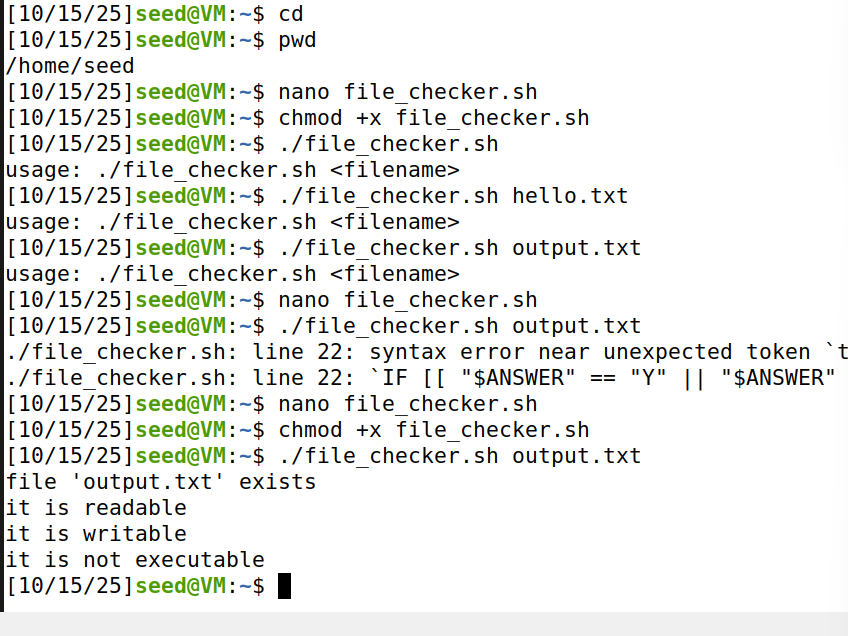 [10/15/25]seed@VM:~$ cd
[10/15/25]seed@VM:~$ pwd
/home/seed
[10/15/25]seed@VM:~$ nano file_checker.sh
[10/15/25]seed@VM:~$ chmod +x file_checker.sh
[10/15/25]seed@VM:~$ ./file_checker.sh
usage: ./file_checker.sh <filename>
[10/15/25]seed@VM:~$ ./file_checker.sh hello.txt
usage: ./file_checker.sh <filename>
[10/15/25]seed@VM:~$ ./file_checker.sh output.txt
usage: ./file_checker.sh <filename>
[10/15/25]seed@VM:~$ nano file_checker.sh
[10/15/25]seed@VM:~$ ./file_checker.sh output.txt
./file_checker.sh: line 22: syntax error near unexpected token `t
./file_checker.sh: line 22: `IF [[ "$ANSWER" == "Y" || "$ANSWER"
[10/15/25]seed@VM:~$ nano file_checker.sh
[10/15/25]seed@VM:~$ chmod +x file_checker.sh
[10/15/25]seed@VM:~$ ./file_checker.sh output.txt
file 'output.txt' exists
it is readable
it is writable
it is not executable
[10/15/25]seed@VM:~$